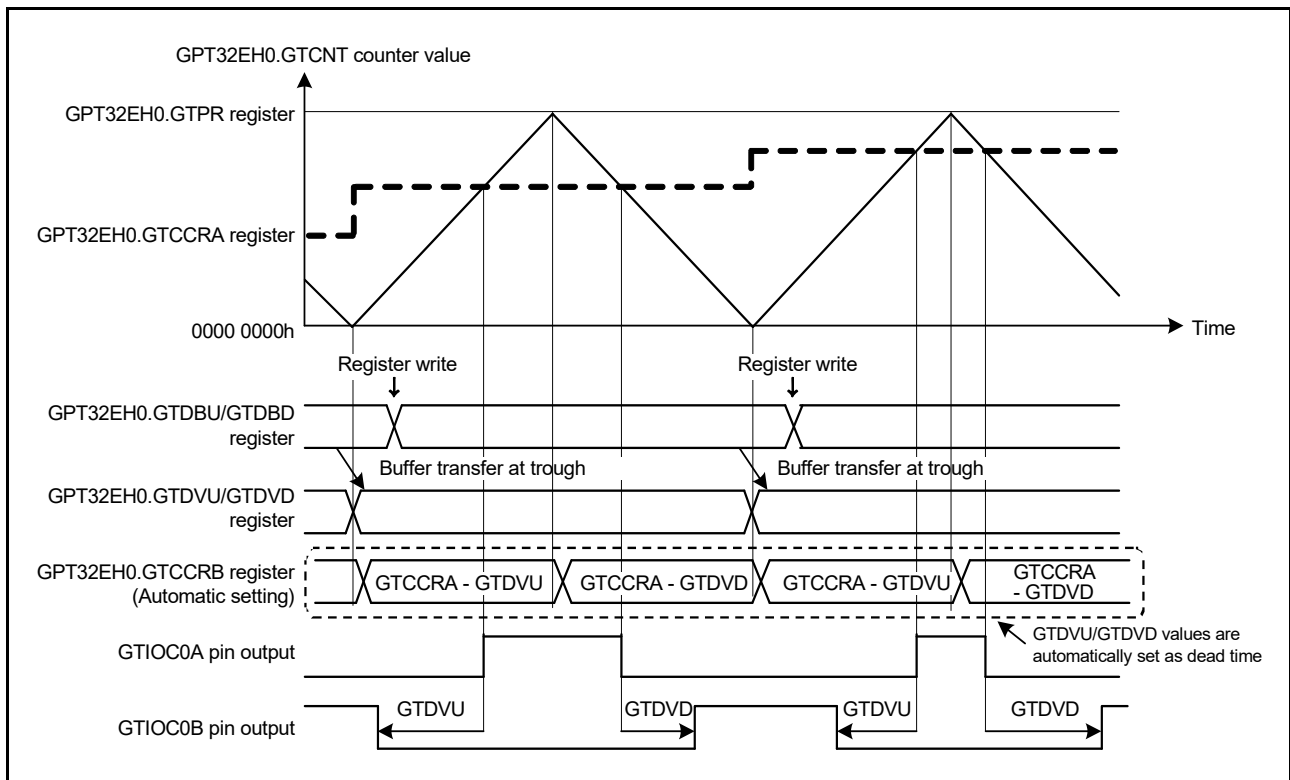 GPT32EH0.GTCNT counter value
GPT32EH0.GTPR register
GPT32EH0.GTCCRA register
0000 0000h
Time
Register write
Register write
GPT32EH0.GTDBU/GTDBD
register
Buffer transfer at trough
Buffer transfer at trough
GPT32EH0.GTDVU/GTDVD
register
GPT32EH0.GTCCRB register
(Automatic setting)
GTCCRA - GTDVU
GTCCRA - GTDVD
GTCCRA - GTDVU
GTCCRA
- GTDVD
GTDVU/GTDVD values are
automatically set as dead time
GTIOC0A pin output
GTDVU
GTDVD
GTDVU
GTDVD
GTIOC0B pin output